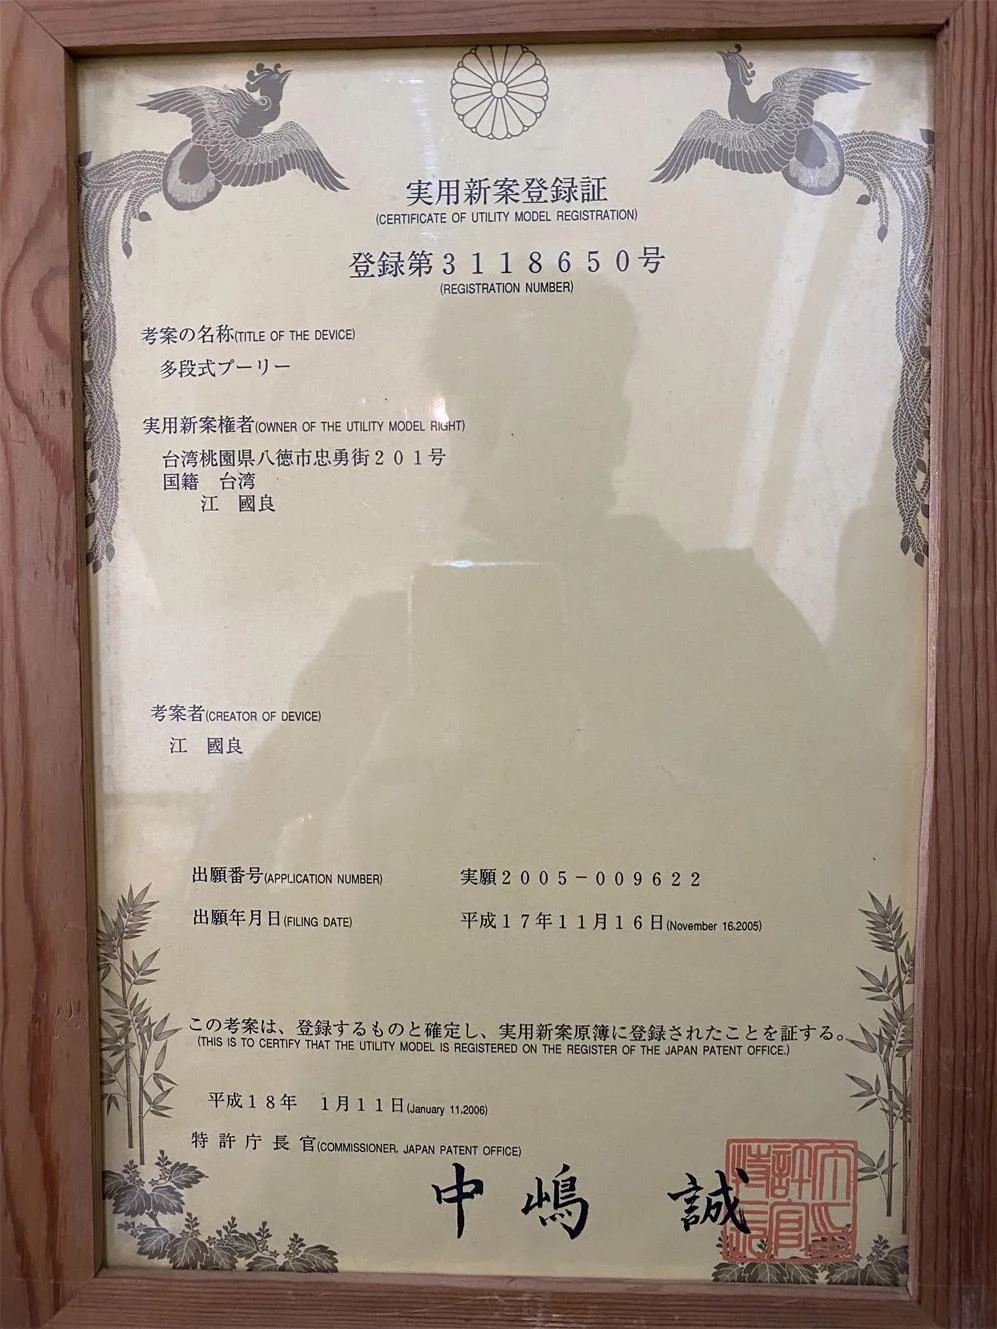 実用新案登録証
(CERTIFICATE OF UTILITY MODEL REGISTRATION)
登録第3118650号
(REGISTRATION NUMBER)
考案の名称(TITLE OF THE DEVICE)
多段式プーリー
実用新案権者(OWNER OF THE UTILITY MODEL RIGHT)
台湾桃園県八徳市忠勇街201号
国籍　台湾
江　國良
考案者(CREATOR OF DEVICE)
江　國良
出願番号(APPLICATION NUMBER)　実願2005-009622
出願年月日(FILING DATE)　平成17年11月16日(November 16,2005)
この考案は、登録するものと確定し、実用新案原簿に登録されたことを証する。
(THIS IS TO CERTIFY THAT THE UTILITY MODEL IS REGISTERED ON THE REGISTER OF THE JAPAN PATENT OFFICE.)
平成18年　1月11日(January 11,2006)
特許庁長官(COMMISSIONER, JAPAN PATENT OFFICE)
中嶋　誠